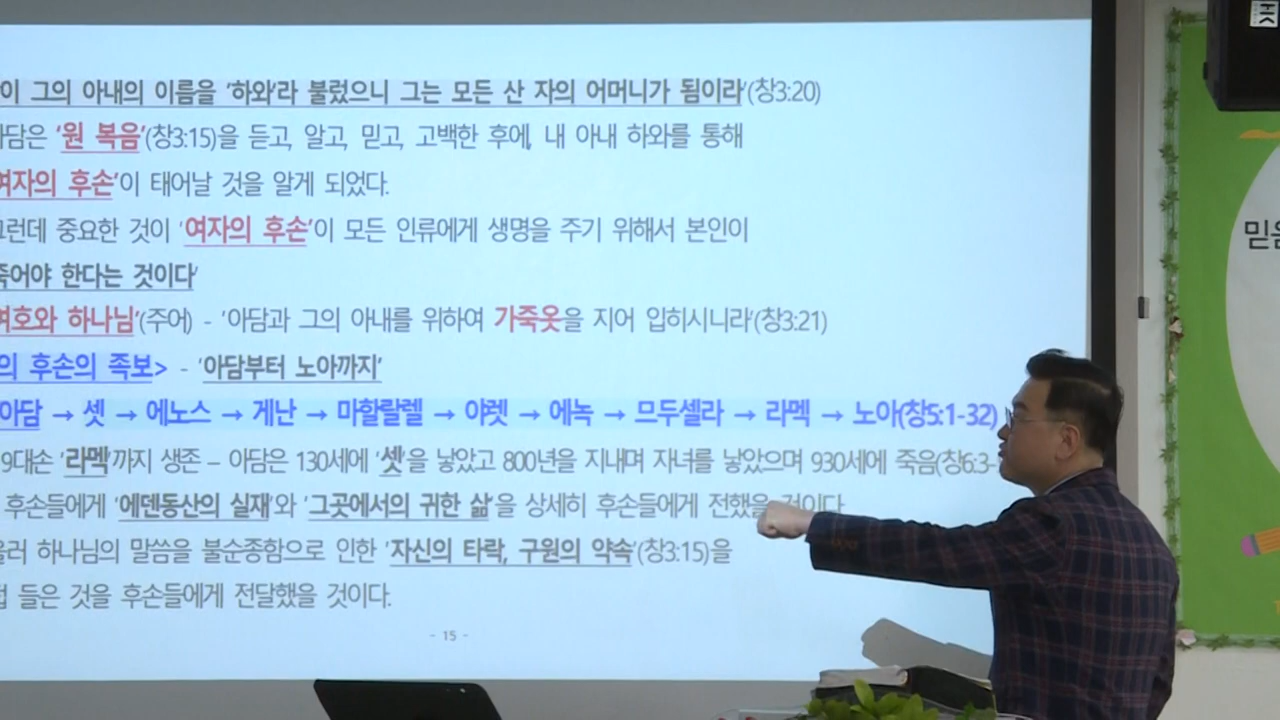 이 그의 아내의 이름을 '하와'라 불렀으니 그는 모든 산 자의 어머니가 됨이라'(창3:20)
담은 '원 복음'(창3:15)을 듣고, 알고, 믿고, 고백한 후에, 내 아내 하와를 통해
여자의 후손'이 태어날 것을 알게 되었다.
그런데 중요한 것이 '여자의 후손'이 모든 인류에게 생명을 주기 위해서 본인이
죽어야 한다는 것이다'
여호와 하나님'(주어) - '아담과 그의 아내를 위하여 가죽옷을 지어 입히시니라'(창3:21)
의 후손의 족보> - '아담부터 노아까지'
아담 → 셋 → 에노스 → 게난 → 마할랄렐 → 야렛 → 에녹 → 므두셀라 → 라멕 → 노아(창5:1-32)
9대손 '라멕'까지 생존 – 아담은 130세에 '셋'을 낳았고 800년을 지내며 자녀를 낳았으며 930세에 죽음(창6:3-
후손들에게 '에덴동산의 실재'와 '그곳에서의 귀한 삶'을 상세히 후손들에게 전했을 것이다
올러 하나님의 말씀을 불순종함으로 인한 '자신의 타락, 구원의 약속'(창3:15)을
들은 것을 후손들에게 전달했을 것이다.
- 15 -